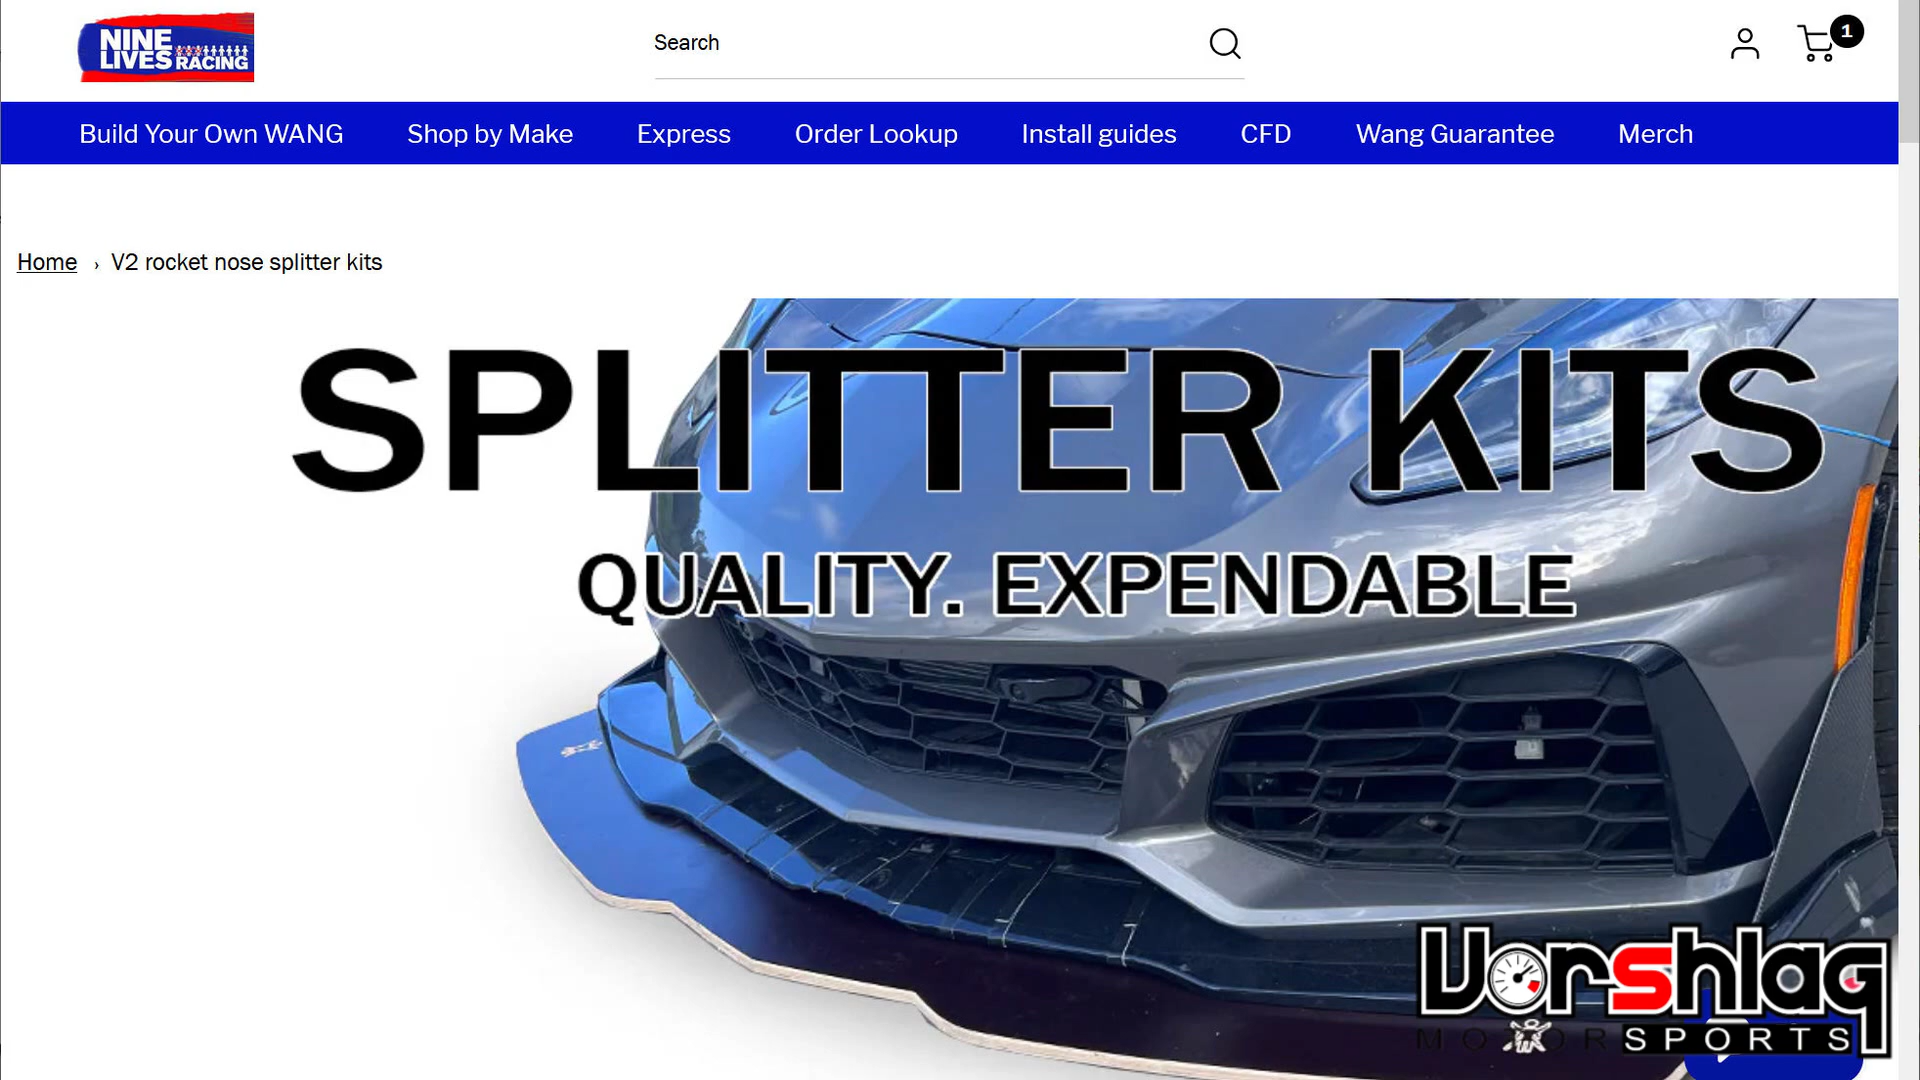 NINE
LIVES RACING
Search
1
Build Your Own WANG
Shop by Make
Express
Order Lookup
Install guides
CFD
Wang Guarantee
Merch
Home › V2 rocket nose splitter kits
SPLITTER KITS
QUALITY. EXPENDABLE
Vorshlag
MOTORSPORTS